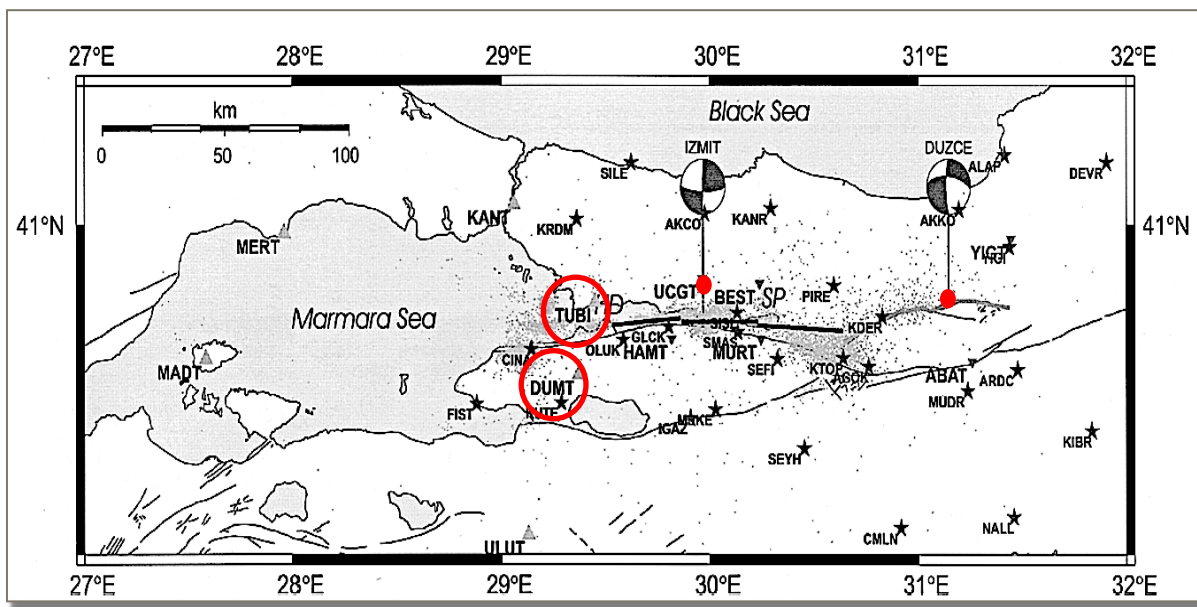 27°E 28°E 29°E 30°E 31°E 32°E
km
0 50 100
Black Sea
IZMIT
DUZCE
SILE
ALAP
DEVR
KANT
KRDM
AKCO
KANR
AKKO
41°N
41°N
MERT
YIGT
UCGT
BEST
SP
PIRE
TUBI
Marmara Sea
SISL
KDER
GLCK
OLUK
HAMT
SMAS
MURT
CINA
SEFI
KTOP
AGOK
ABAT
ARDC
MADT
DUMT
MUDR
FIST
IGAZ
KIBR
SEYH
NALL
CMLN
ULUT
27°E 28°E 29°E 30°E 31°E 32°E